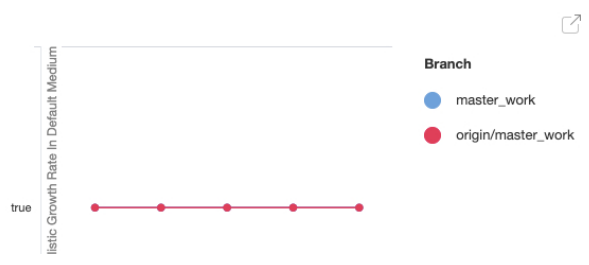 listic Growth Rate In Default Medium
true
Branch
master_work
origin/master_work